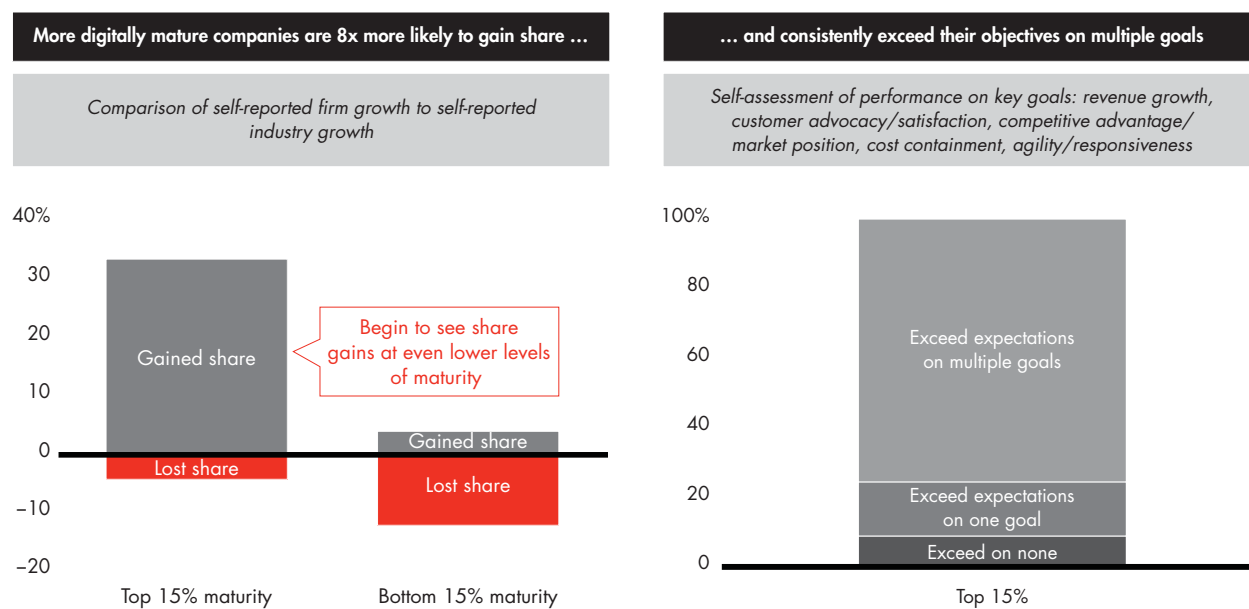 More digitally mature companies are 8x more likely to gain share …
Comparison of self-reported firm growth to self-reported
industry growth
40%
30
20
10
0
–10
–20
Gained share
Lost share
Begin to see share
gains at even lower levels
of maturity
Gained share
Lost share
Top 15% maturity
Bottom 15% maturity
… and consistently exceed their objectives on multiple goals
Self-assessment of performance on key goals: revenue growth,
customer advocacy/satisfaction, competitive advantage/
market position, cost containment, agility/responsiveness
100%
80
60
40
20
0
Exceed expectations
on multiple goals
Exceed expectations
on one goal
Exceed on none
Top 15%